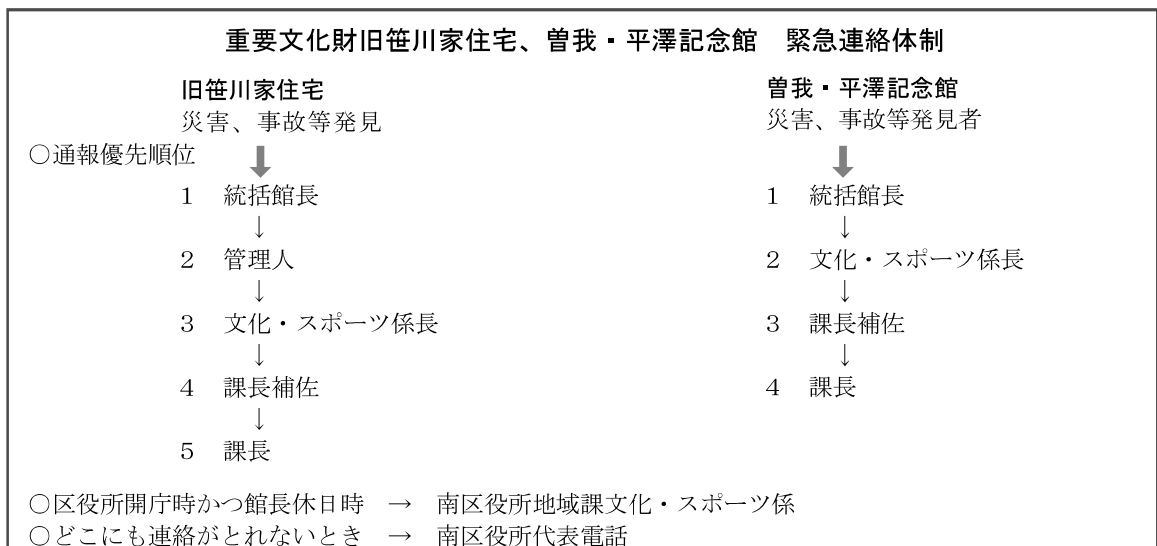 重要文化財旧笹川家住宅、曽我・平澤記念館　緊急連絡体制
旧笹川家住宅
災害、事故等発見
○通報優先順位
1　統括館長
↓
2　管理人
↓
3　文化・スポーツ係長
↓
4　課長補佐
↓
5　課長
曽我・平澤記念館
災害、事故等発見者
1　統括館長
↓
2　文化・スポーツ係長
↓
3　課長補佐
↓
4　課長
○区役所開庁時かつ館長休日時　→　南区役所地域課文化・スポーツ係
○どこにも連絡がとれないとき　→　南区役所代表電話